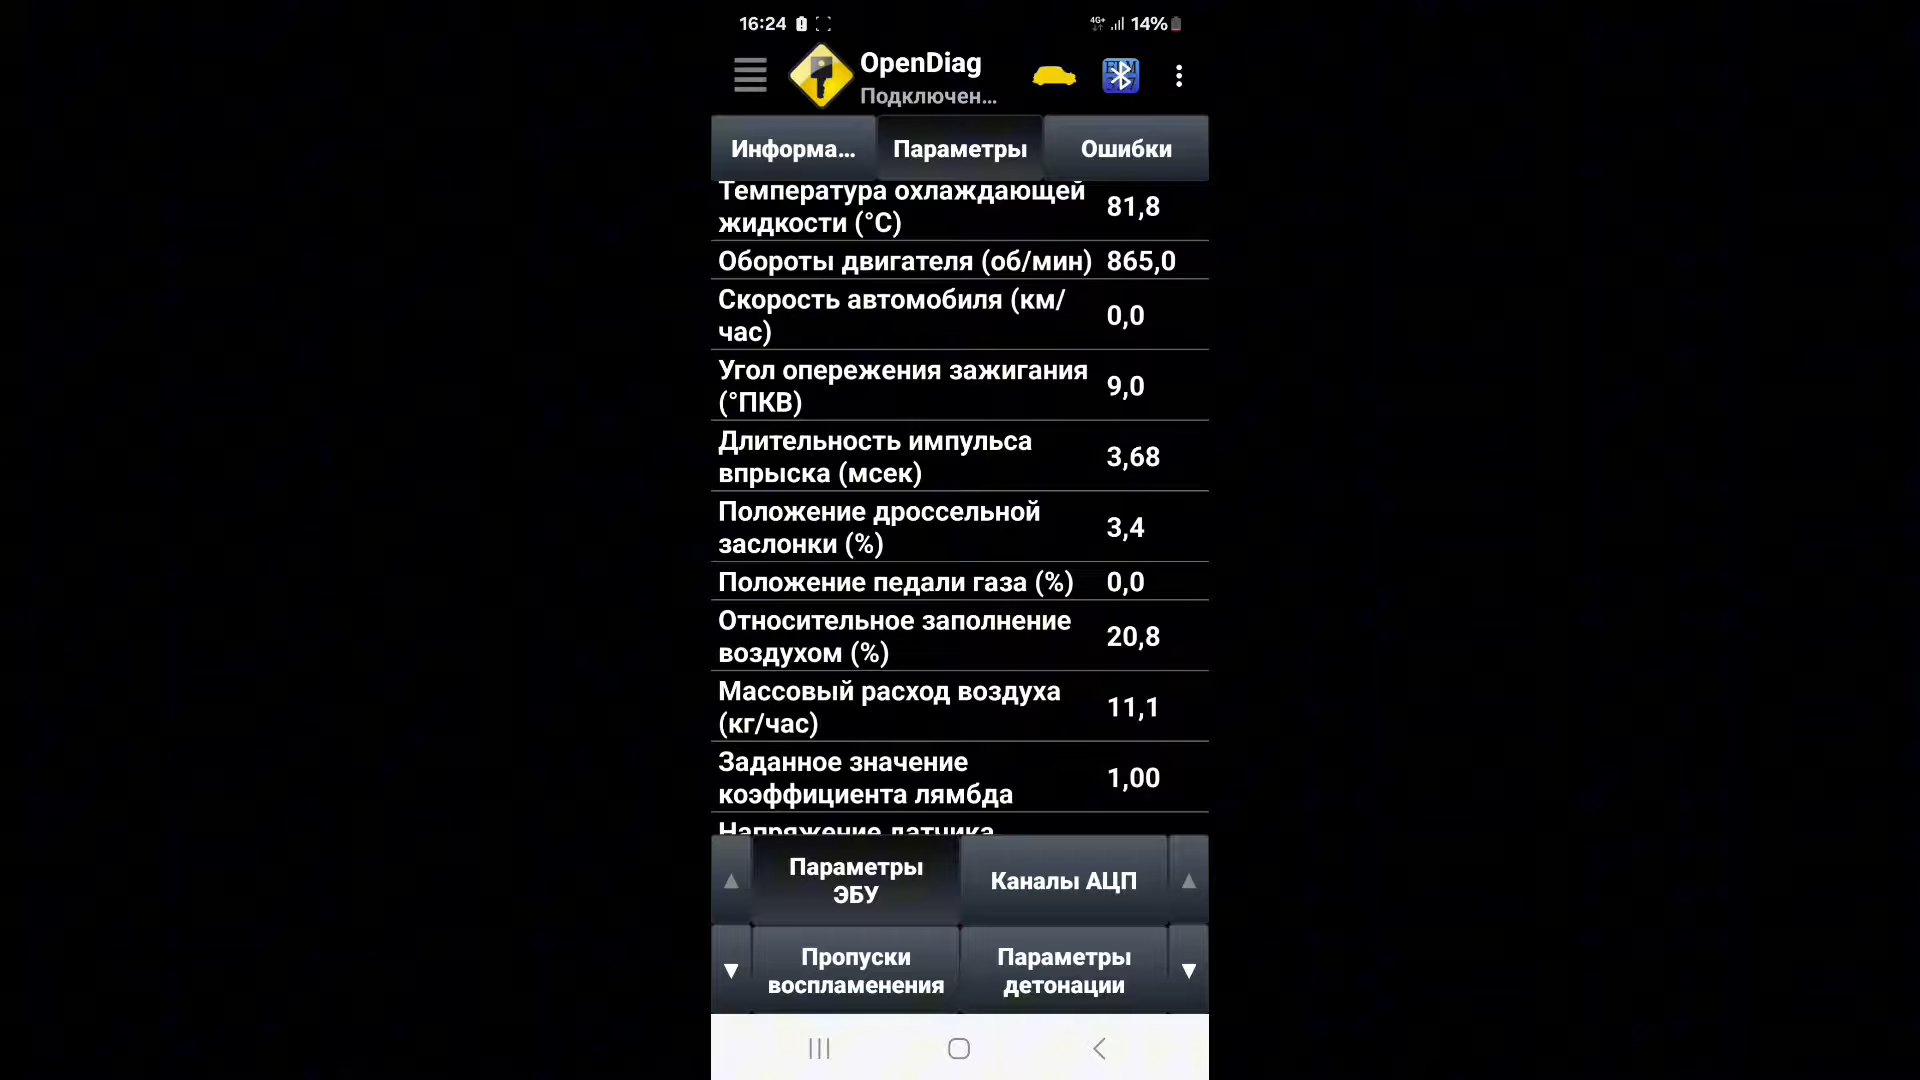 16:24
4G+ 14%
OpenDiag
Подключен...
Информа...
Параметры
Ошибки
Температура охлаждающей
жидкости (°C)
81,8
Обороты двигателя (об/мин)
865,0
Скорость автомобиля (км/
час)
0,0
Угол опережения зажигания
(°ПКВ)
9,0
Длительность импульса
впрыска (мсек)
3,68
Положение дроссельной
заслонки (%)
3,4
Положение педали газа (%)
0,0
Относительное заполнение
воздухом (%)
20,8
Массовый расход воздуха
(кг/час)
11,1
Заданное значение
коэффициента лямбда
1,00
Напряжение датчика
Параметры
ЭБУ
Каналы АЦП
Пропуски
воспламенения
Параметры
детонации